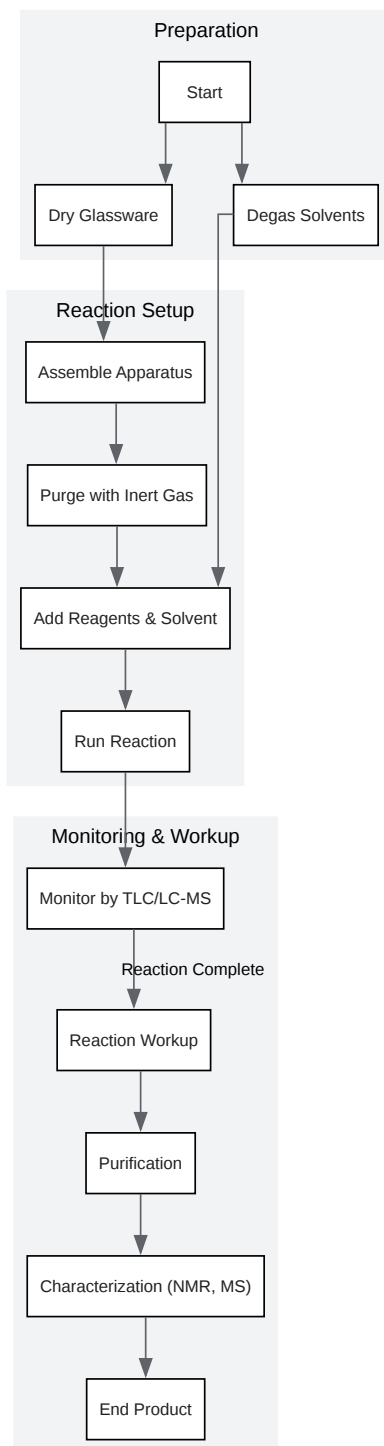 Preparation
Start
Dry Glassware
Degas Solvents
Reaction Setup
Assemble Apparatus
Purge with Inert Gas
Add Reagents & Solvent
Run Reaction
Monitoring & Workup
Monitor by TLC/LC-MS
Reaction Complete
Reaction Workup
Purification
Characterization (NMR, MS)
End Product